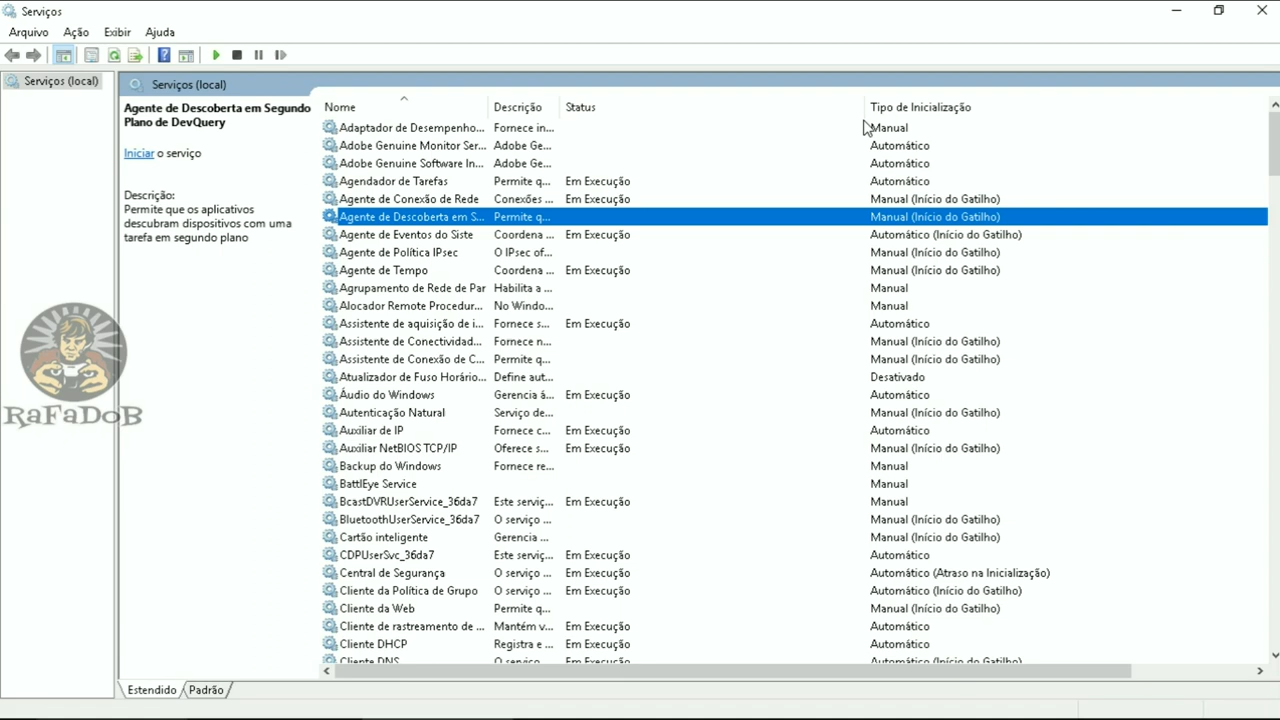 Serviços
Arquivo Ação Exibir Ajuda
Serviços (local)
Serviços (local)
Agente de Descoberta em Segundo
Plano de DevQuery
Iniciar o serviço
Descrição:
Permite que os aplicativos
descubram dispositivos com uma
tarefa em segundo plano
Nome Descrição Status Tipo de Inicialização
Adaptador de Desempenho... Fornece in... Manual
Adobe Genuine Monitor Ser... Adobe Ge... Automático
Adobe Genuine Software In... Adobe Ge... Automático
Agendador de Tarefas Permite q... Em Execução Automático
Agente de Conexão de Rede Conexões ... Em Execução Manual (Início do Gatilho)
Agente de Descoberta em S... Permite q... Manual (Início do Gatilho)
Agente de Eventos do Siste Coordena ... Em Execução Automático (Início do Gatilho)
Agente de Política IPsec O IPsec of... Manual (Início do Gatilho)
Agente de Tempo Coordena ... Em Execução Manual (Início do Gatilho)
Agrupamento de Rede de Par Habilita a ... Manual
Alocador Remote Procedur... No Windo... Manual
Assistente de aquisição de i... Fornece s... Em Execução Automático
Assistente de Conectividad... Fornece n... Manual (Início do Gatilho)
Assistente de Conexão de C... Permite q... Manual (Início do Gatilho)
Atualizador de Fuso Horário... Define aut... Desativado
Áudio do Windows Gerencia á... Em Execução Automático
Autenticação Natural Serviço de... Manual (Início do Gatilho)
Auxiliar de IP Fornece c... Em Execução Automático
Auxiliar NetBIOS TCP/IP Oferece s... Em Execução Manual (Início do Gatilho)
Backup do Windows Fornece re... Manual
BattlEye Service Manual
BcastDVRUserService_36da7 Este serviç... Em Execução Manual
BluetoothUserService_36da7 O serviço ... Manual (Início do Gatilho)
Cartão inteligente Gerencia ... Manual (Início do Gatilho)
CDPUserSvc_36da7 Este serviç... Em Execução Automático
Central de Segurança O serviço ... Em Execução Automático (Atraso na Inicialização)
Cliente da Política de Grupo O serviço ... Em Execução Automático (Início do Gatilho)
Cliente da Web Permite q... Manual (Início do Gatilho)
Cliente de rastreamento de ... Mantém v... Em Execução Automático
Cliente DHCP Registra e ... Em Execução Automático
Cliente DNS O serviço ... Em Execução Automático (Início do Gatilho)
RaFaDoB
Estendido Padrão